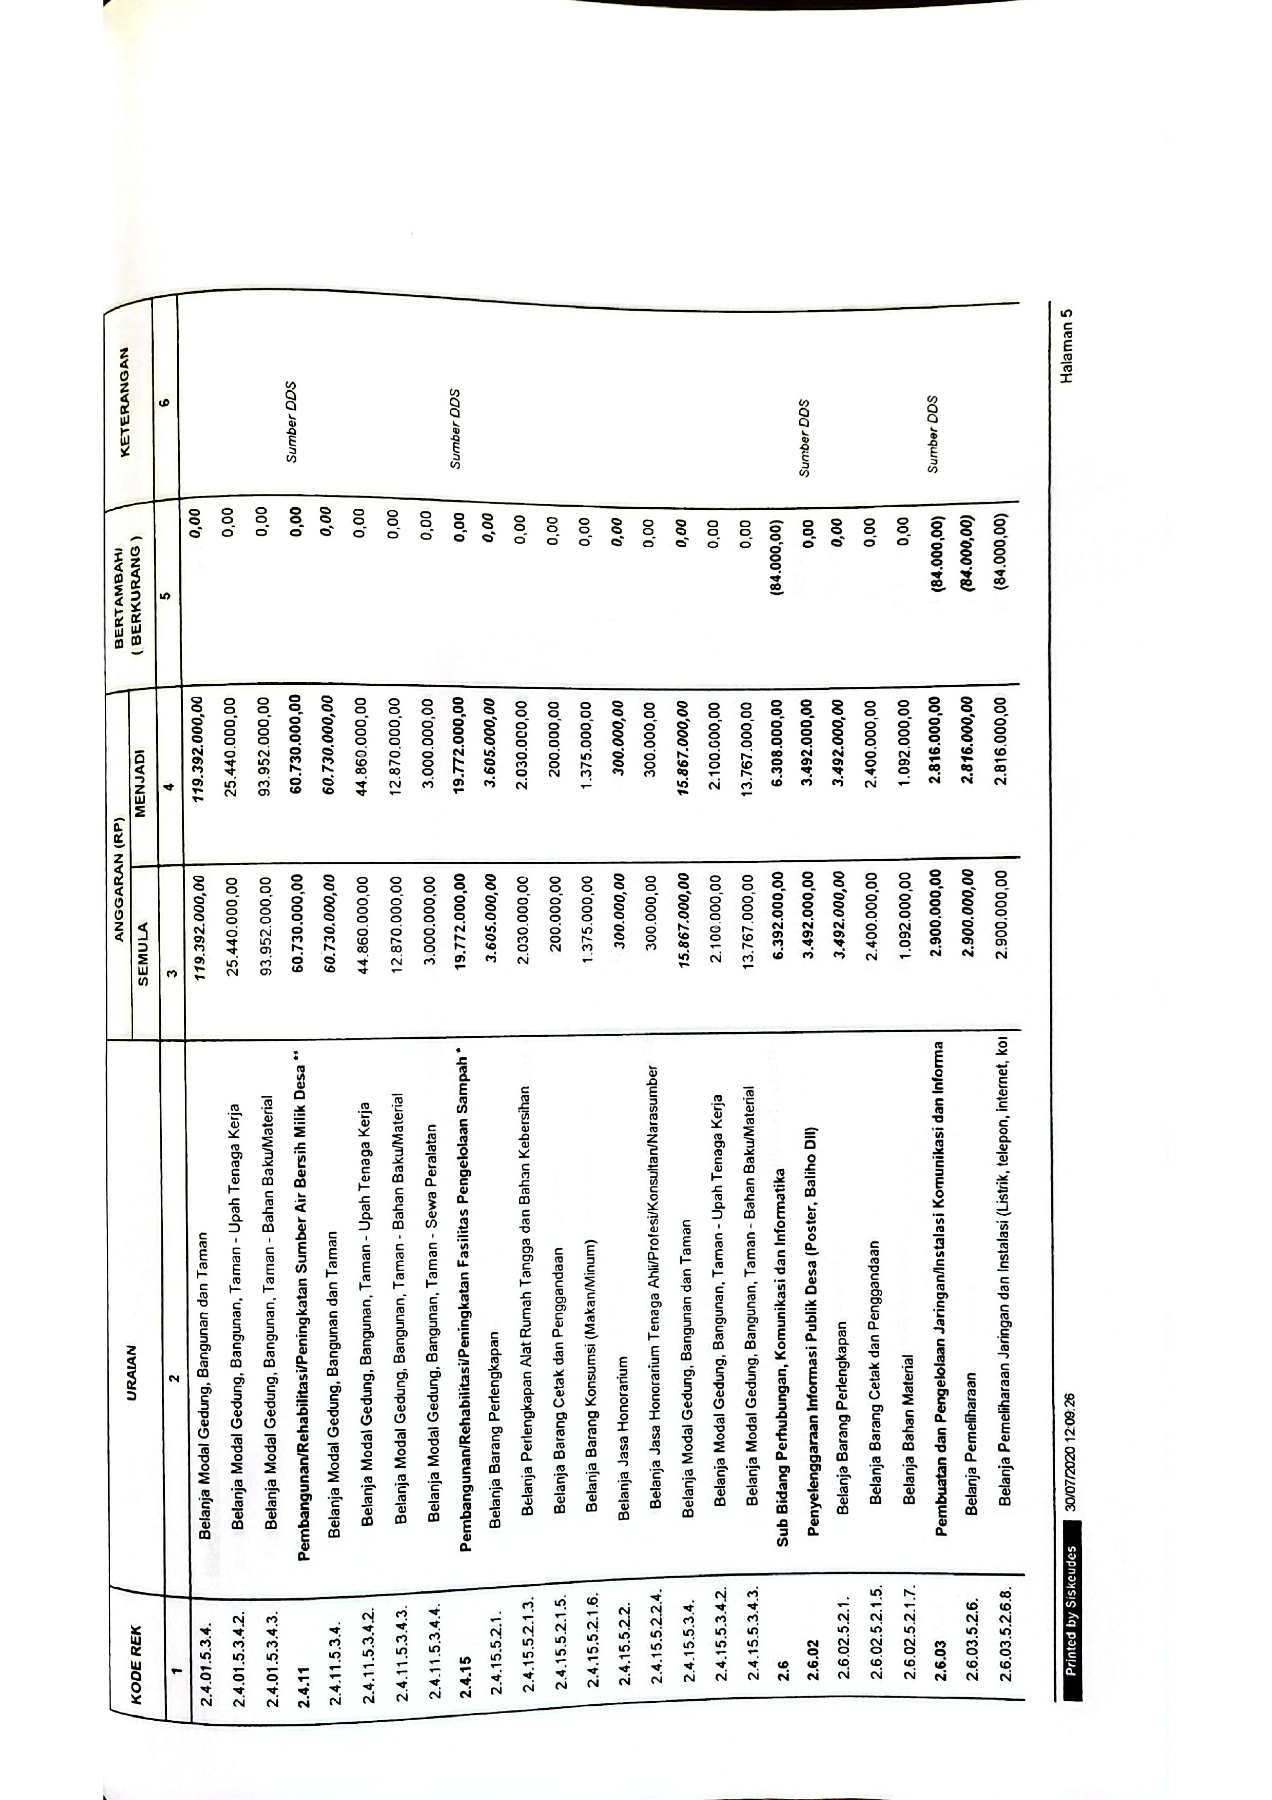 KODE REK URAIAN ANGGARAN (RP) BERTAMBAH ( BERKURANG ) KETERANGAN
SEMULA MENJADI
1 2 3 4 5 6
2.4.01.5.3.4. Belanja Modal Gedung, Bangunan dan Taman 119.392.000,00 119.392.000,00 0,00
2.4.01.5.3.4.2. Belanja Modal Gedung, Bangunan, Taman - Upah Tenaga Kerja 25.440.000,00 25.440.000,00 0,00
2.4.01.5.3.4.3. Belanja Modal Gedung, Bangunan, Taman - Bahan Baku/Material 93.952.000,00 93.952.000,00 0,00
2.4.11 Pembangunan/Rehabilitasi/Peningkatan Sumber Air Bersih Milik Desa ** 60.730.000,00 60.730.000,00 0,00 Sumber DDS
2.4.11.5.3.4. Belanja Modal Gedung, Bangunan dan Taman 60.730.000,00 60.730.000,00 0,00
2.4.11.5.3.4.2. Belanja Modal Gedung, Bangunan, Taman - Upah Tenaga Kerja 44.860.000,00 44.860.000,00 0,00
2.4.11.5.3.4.3. Belanja Modal Gedung, Bangunan, Taman - Bahan Baku/Material 12.870.000,00 12.870.000,00 0,00
2.4.11.5.3.4.4. Belanja Modal Gedung, Bangunan, Taman - Sewa Peralatan 3.000.000,00 3.000.000,00 0,00
2.4.15 Pembangunan/Rehabilitasi/Peningkatan Fasilitas Pengelolaan Sampah * 19.772.000,00 19.772.000,00 0,00 Sumber DDS
2.4.15.5.2.1. Belanja Barang Perlengkapan 3.605.000,00 3.605.000,00 0,00
2.4.15.5.2.1.3. Belanja Perlengkapan Alat Rumah Tangga dan Bahan Kebersihan 2.030.000,00 2.030.000,00 0,00
2.4.15.5.2.1.5. Belanja Barang Cetak dan Penggandaan 200.000,00 200.000,00 0,00
2.4.15.5.2.1.6. Belanja Barang Konsumsi (Makan/Minum) 1.375.000,00 1.375.000,00 0,00
2.4.15.5.2.2. Belanja Jasa Honorarium 300.000,00 300.000,00 0,00
2.4.15.5.2.2.4. Belanja Jasa Honorarium Tenaga Ahli/Profesi/Konsultan/Narasumber 300.000,00 300.000,00 0,00
2.4.15.5.3.4. Belanja Modal Gedung, Bangunan dan Taman 15.867.000,00 15.867.000,00 0,00
2.4.15.5.3.4.2. Belanja Modal Gedung, Bangunan, Taman - Upah Tenaga Kerja 2.100.000,00 2.100.000,00 0,00
2.4.15.5.3.4.3. Belanja Modal Gedung, Bangunan, Taman - Bahan Baku/Material 13.767.000,00 13.767.000,00 0,00
2.6 Sub Bidang Perhubungan, Komunikasi dan Informatika 6.392.000,00 6.308.000,00 (84.000,00)
2.6.02 Penyelenggaraan Informasi Publik Desa (Poster, Baliho Dll) 3.492.000,00 3.492.000,00 0,00 Sumber DDS
2.6.02.5.2.1. Belanja Barang Perlengkapan 3.492.000,00 3.492.000,00 0,00
2.6.02.5.2.1.5. Belanja Barang Cetak dan Penggandaan 2.400.000,00 2.400.000,00 0,00
2.6.02.5.2.1.7. Belanja Bahan Material 1.092.000,00 1.092.000,00 0,00
2.6.03 Pembuatan dan Pengelolaan Jaringan/Instalasi Komunikasi dan Informa 2.900.000,00 2.816.000,00 (84.000,00) Sumber DDS
2.6.03.5.2.6. Belanja Pemeliharaan 2.900.000,00 2.816.000,00 (84.000,00)
2.6.03.5.2.6.8. Belanja Pemeliharaan Jaringan dan Instalasi (Listrik, telepon, internet, kor 2.900.000,00 2.816.000,00 (84.000,00)
Printed by Siskeudes 30/07/2020 12:09:26 Halaman 5